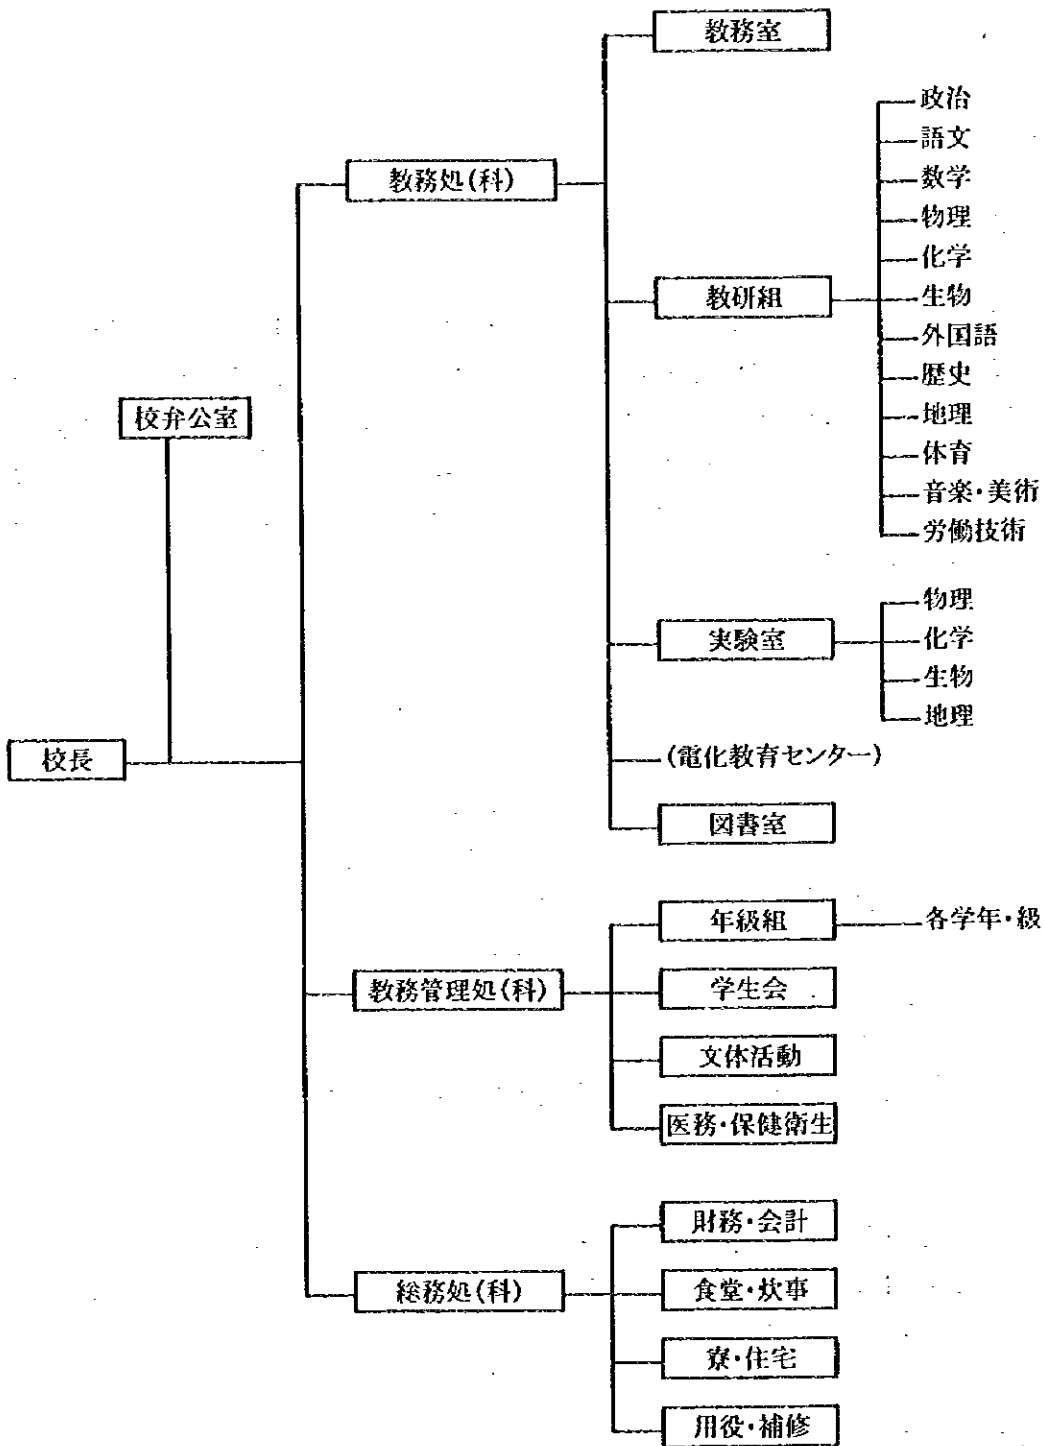 教務室
政治
語文
教務処(科)
数学
物理
化学
教研組
生物
外国語
歴史
校弁公室
地理
体育
音楽・美術
労働技術
物理
実験室
化学
生物
地理
校長
(電化教育センター)
図書室
年級組
各学年・級
教務管理処(科)
学生会
文体活動
医務・保健衛生
財務・会計
総務処(科)
食堂・炊事
寮・住宅
用役・補修